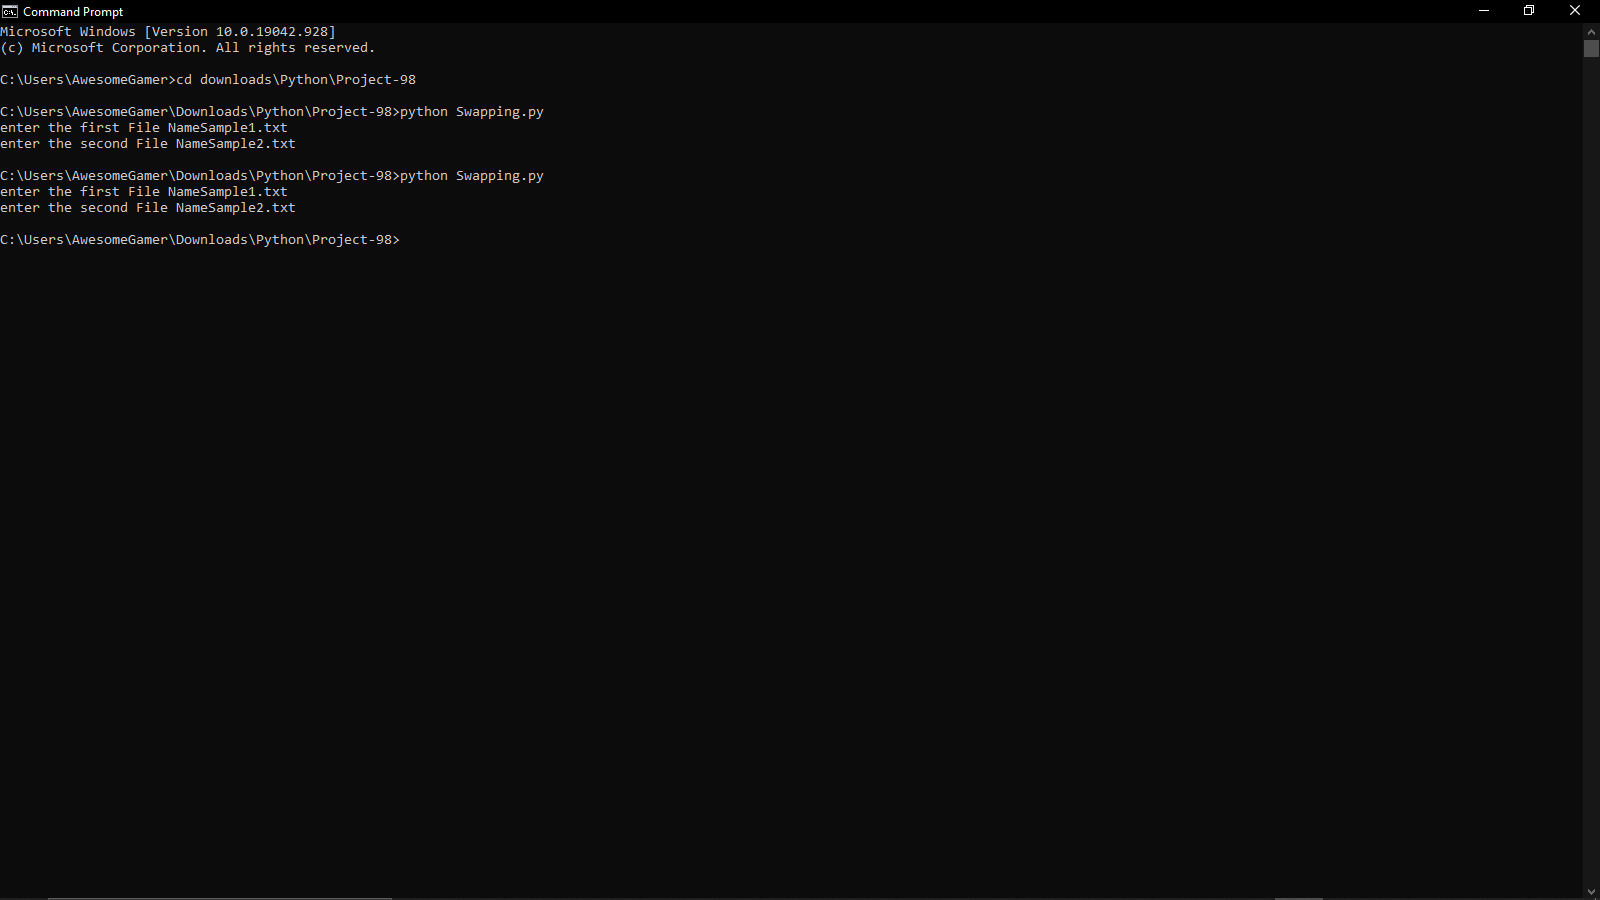 Command Prompt
Microsoft Windows [Version 10.0.19042.928]
(c) Microsoft Corporation. All rights reserved.
C:\Users\AwesomeGamer>cd downloads\Python\Project-98
C:\Users\AwesomeGamer\Downloads\Python\Project-98>python Swapping.py
enter the first File NameSample1.txt
enter the second File NameSample2.txt
C:\Users\AwesomeGamer\Downloads\Python\Project-98>python Swapping.py
enter the first File NameSample1.txt
enter the second File NameSample2.txt
C:\Users\AwesomeGamer\Downloads\Python\Project-98>